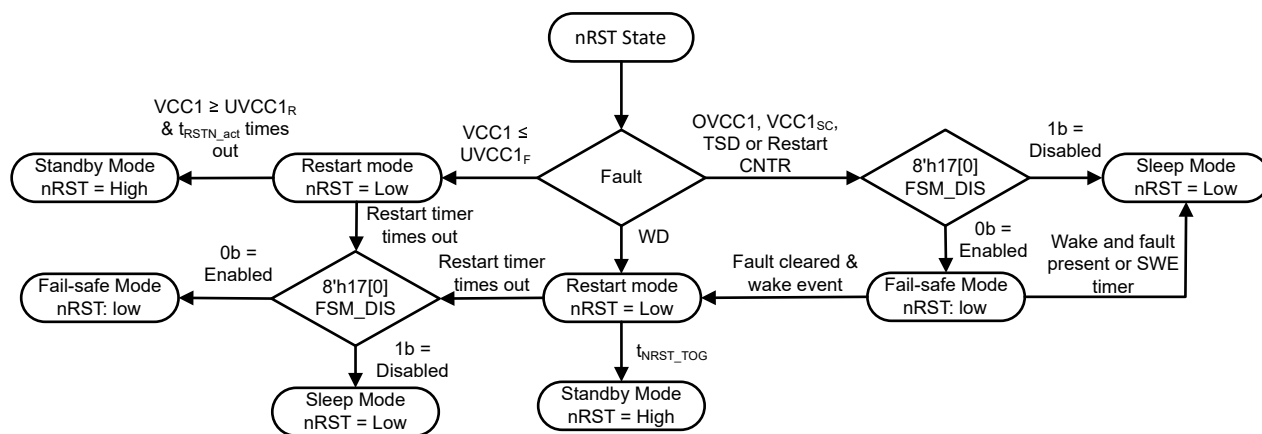 nRST State
VCC1 ≥ UVCC1R
& tRSTN_act times
out
VCC1 ≤
UVCC1F
OVCC1, VCC1SC,
TSD or Restart
CNTR
1b =
Disabled
Standby Mode
nRST = High
Restart mode
nRST = Low
Fault
8'h17[0]
FSM_DIS
Sleep Mode
nRST = Low
Restart timer
times out
WD
0b =
Enabled
Wake and fault
present or SWE
timer
0b =
Enabled
Fail-safe Mode
nRST: low
8'h17[0]
FSM_DIS
Restart timer
times out
Restart mode
nRST = Low
Fault cleared &
wake event
Fail-safe Mode
nRST: low
1b =
Disabled
tNRST_TOG
Sleep Mode
nRST = Low
Standby Mode
nRST = High